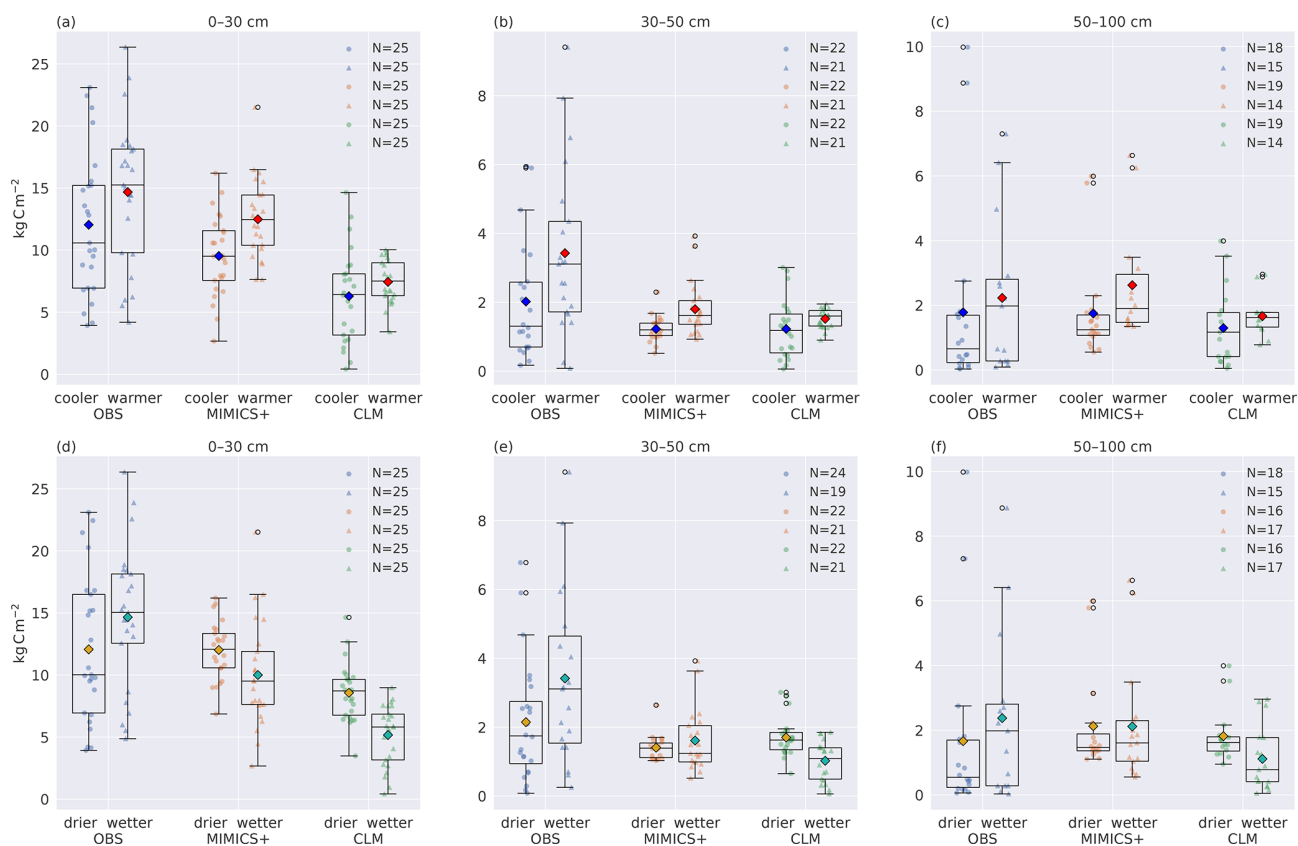 (a) 0–30 cm
(b) 30–50 cm
(c) 50–100 cm
kg C m−2
25
20
15
10
5
0
N=25
N=25
N=25
N=25
N=25
N=25
cooler warmer cooler warmer cooler warmer
OBS MIMICS+ CLM
8
6
4
2
0
N=22
N=21
N=22
N=21
N=22
N=21
cooler warmer cooler warmer cooler warmer
OBS MIMICS+ CLM
10
8
6
4
2
0
N=18
N=15
N=19
N=14
N=19
N=14
cooler warmer cooler warmer cooler warmer
OBS MIMICS+ CLM
(d) 0–30 cm
(e) 30–50 cm
(f) 50–100 cm
kg C m−2
25
20
15
10
5
0
N=25
N=25
N=25
N=25
N=25
N=25
drier wetter drier wetter drier wetter
OBS MIMICS+ CLM
8
6
4
2
0
N=24
N=19
N=22
N=21
N=22
N=21
drier wetter drier wetter drier wetter
OBS MIMICS+ CLM
10
8
6
4
2
0
N=18
N=15
N=16
N=17
N=16
N=17
drier wetter drier wetter drier wetter
OBS MIMICS+ CLM